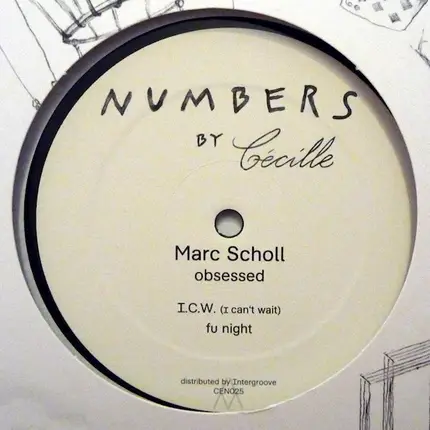 NUMBERS
BY Cécille
Marc Scholl
obsessed
I.C.W. (I can't wait)
fu night
distributed by Intergroove
CEN025